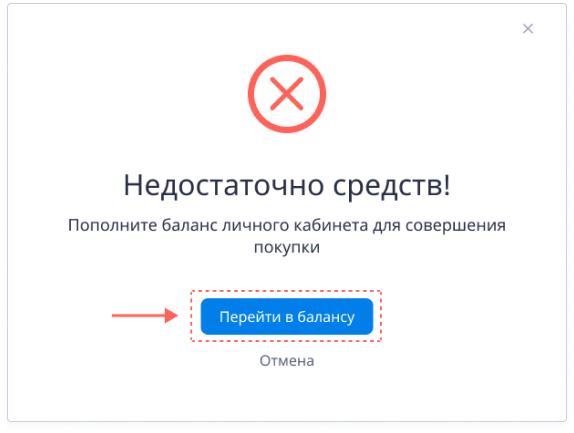 Недостаточно средств!
Пополните баланс личного кабинета для совершения
покупки
Перейти в балансу
Отмена